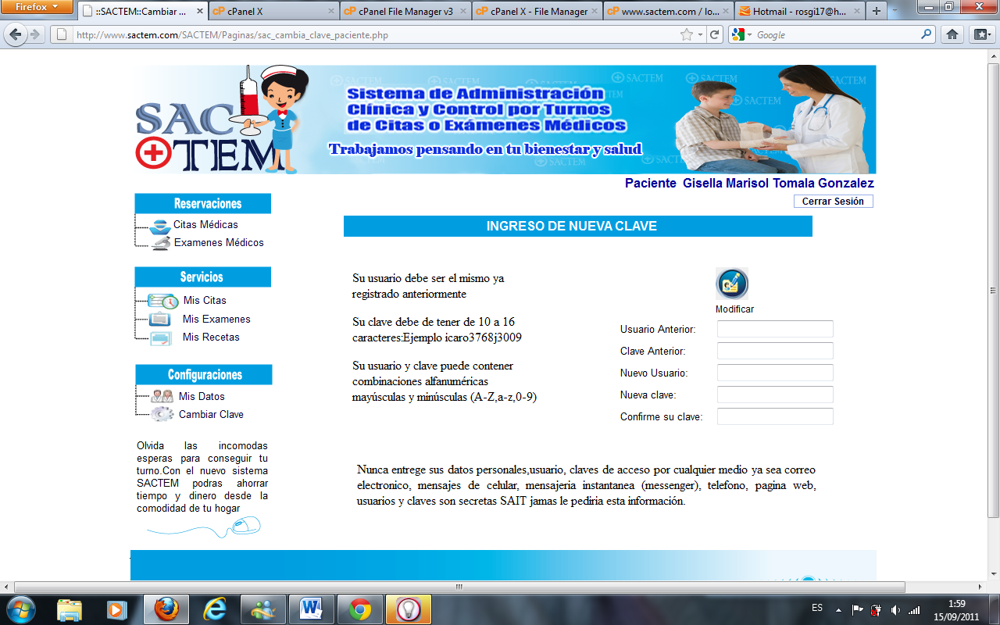 Firefox
::SACTEM::Cambiar ...
cPanel X
cPanel File Manager v3
cPanel X - File Manager
www.sactem.com / lo...
Hotmail - rosgi17@h...
http://www.sactem.com/SACTEM/Paginas/sac_cambia_clave_paciente.php
Google
SAC
TEM
Sistema de Administración
Clínica y Control por Turnos
de Citas o Exámenes Médicos
Trabajamos pensando en tu bienestar y salud
SACTEM
SACTEM
SACTEM
SACTEM
SACTEM
Paciente Gisella Marisol Tomala Gonzalez
Cerrar Sesión
Reservaciones
Citas Médicas
Examenes Médicos
Servicios
Mis Citas
Mis Examenes
Mis Recetas
Configuraciones
Mis Datos
Cambiar Clave
Olvida las incomodas
esperas para conseguir tu
turno.Con el nuevo sistema
SACTEM podras ahorrar
tiempo y dinero desde la
comodidad de tu hogar
INGRESO DE NUEVA CLAVE
Su usuario debe ser el mismo ya
registrado anteriormente
Su clave debe de tener de 10 a 16
caracteres:Ejemplo icaro3768j3009
Su usuario y clave puede contener
combinaciones alfanuméricas
mayúsculas y minúsculas (A-Z,a-z,0-9)
Modificar
Usuario Anterior:
Clave Anterior:
Nuevo Usuario:
Nueva clave:
Confirme su clave:
Nunca entrege sus datos personales,usuario, claves de acceso por cualquier medio ya sea correo
electronico, mensajes de celular, mensajeria instantanea (messenger), telefono, pagina web,
usuarios y claves son secretas SAIT jamas le pediria esta información.
ES
1:59
15/09/2011